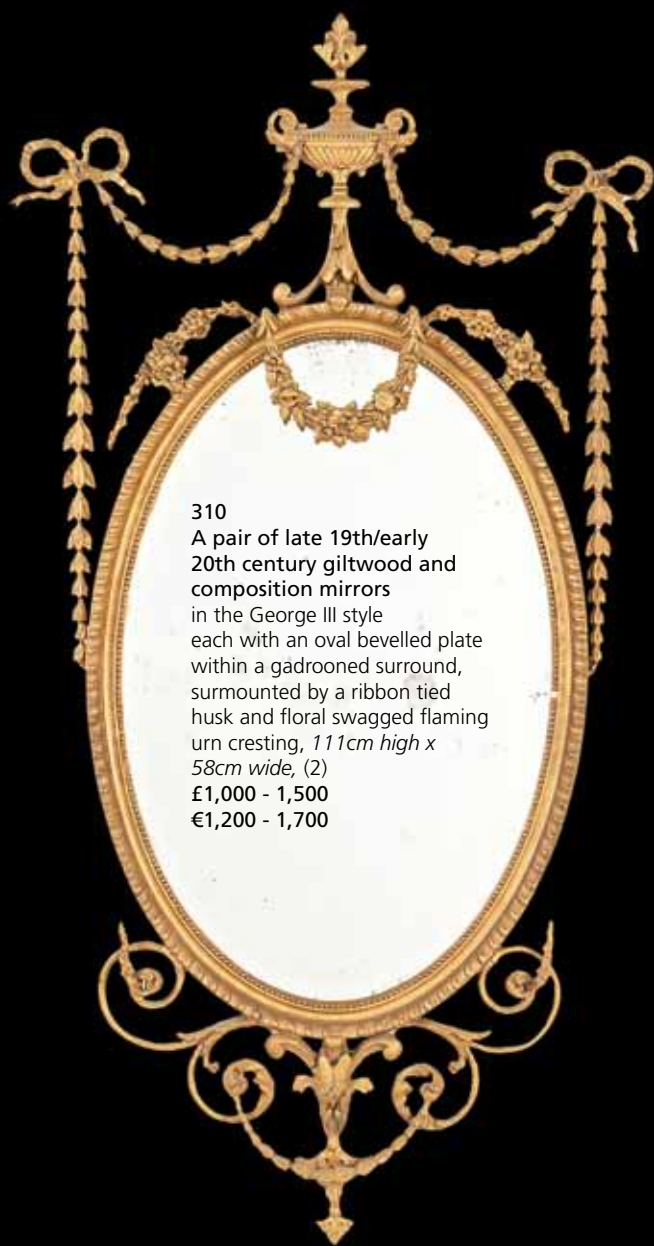 310
A pair of late 19th/early
20th century giltwood and
composition mirrors
in the George III style
each with an oval bevelled plate
within a gadrooned surround,
surmounted by a ribbon tied
husk and floral swagged flaming
urn cresting, 111cm high x
58cm wide, (2)
£1,000 - 1,500
€1,200 - 1,700